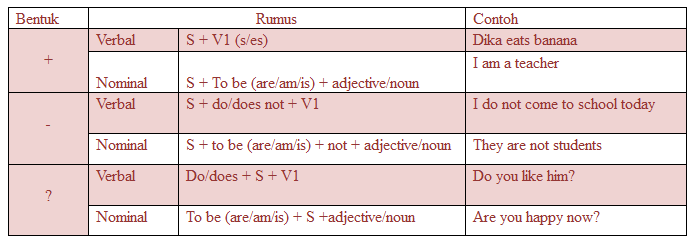 Bentuk Rumus Contoh
+ Verbal S + V1 (s/es) Dika eats banana
Nominal S + To be (are/am/is) + adjective/noun I am a teacher
- Verbal S + do/does not + V1 I do not come to school today
Nominal S + to be (are/am/is) + not + adjective/noun They are not students
? Verbal Do/does + S + V1 Do you like him?
Nominal To be (are/am/is) + S +adjective/noun Are you happy now?